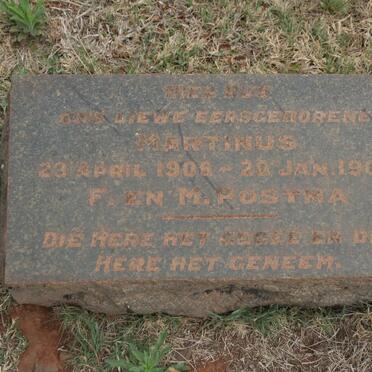 HIER RUS
ONS LIEWE EERSGEBORENE
MARTINUS
23 APRIL 1908 – 20 JAN. 190
F. EN M. POSTMA
DIE HERE HET GEGEE EN D
HERE HET GENEEM.